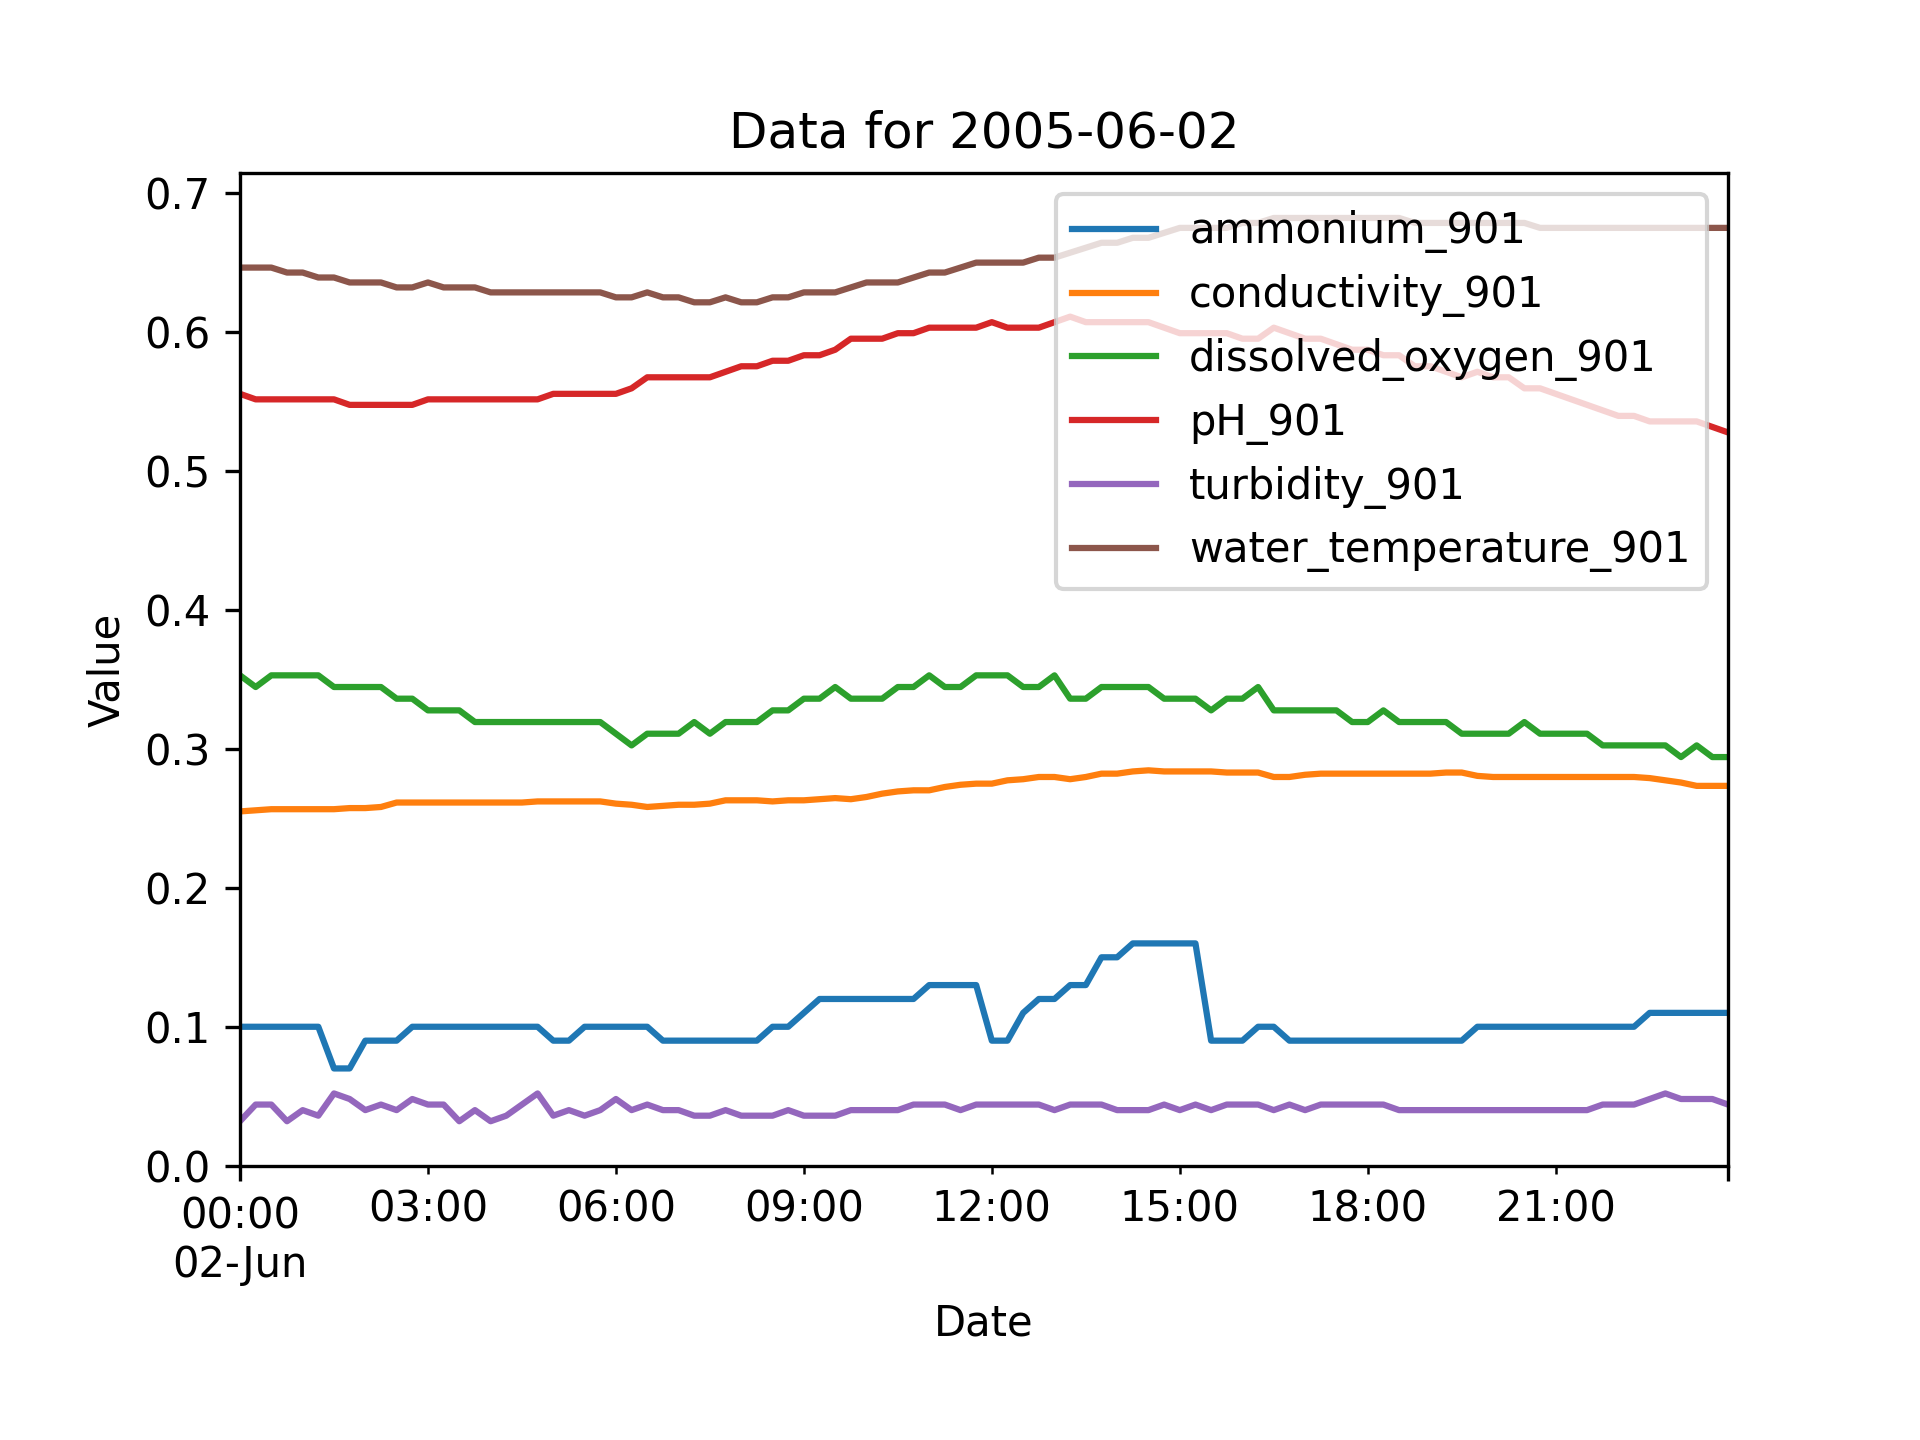 Data for 2005-06-02
0.7
0.6
0.5
0.4
0.3
0.2
0.1
0.0
Value
ammonium_901
conductivity_901
dissolved_oxygen_901
pH_901
turbidity_901
water_temperature_901
00:00 03:00 06:00 09:00 12:00 15:00 18:00 21:00
02-Jun
Date